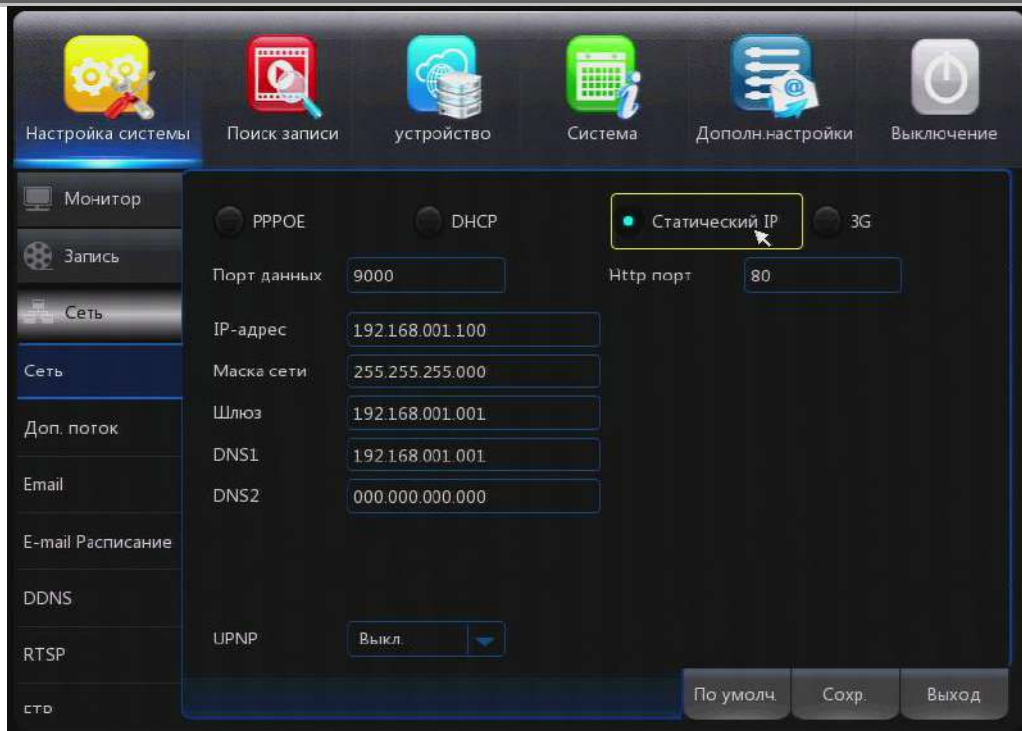 Настройка системы Поиск записи устройство Система Дополн.настройки Выключение
Монитор
Запись
Сеть
Сеть
Доп. поток
Email
E-mail Расписание
DDNS
RTSP
FTP
PPPOE DHCP Статический IP 3G
Порт данных 9000 Http порт 80
IP-адрес 192.168.001.100
Маска сети 255.255.255.000
Шлюз 192.168.001.001
DNS1 192.168.001.001
DNS2 000.000.000.000
UPNP Выкл.
По умолч. Сохр. Выход